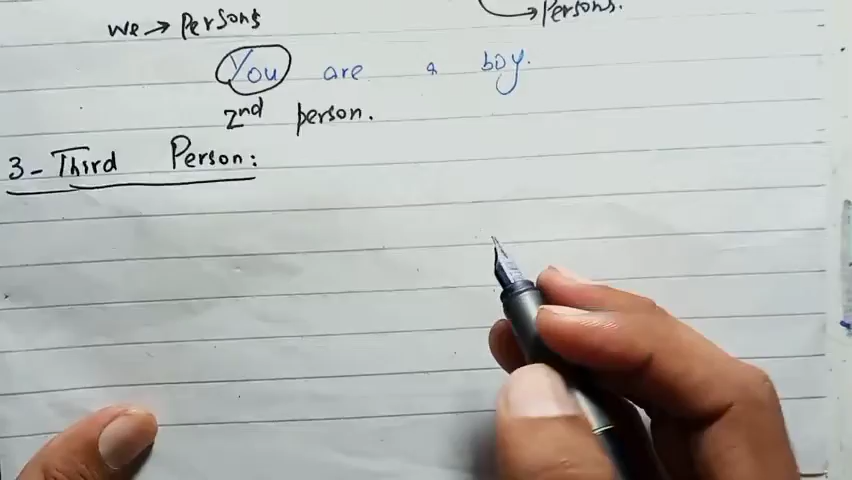 we → Persons
→ Persons.
You are a boy.
2nd person.
3- Third Person: